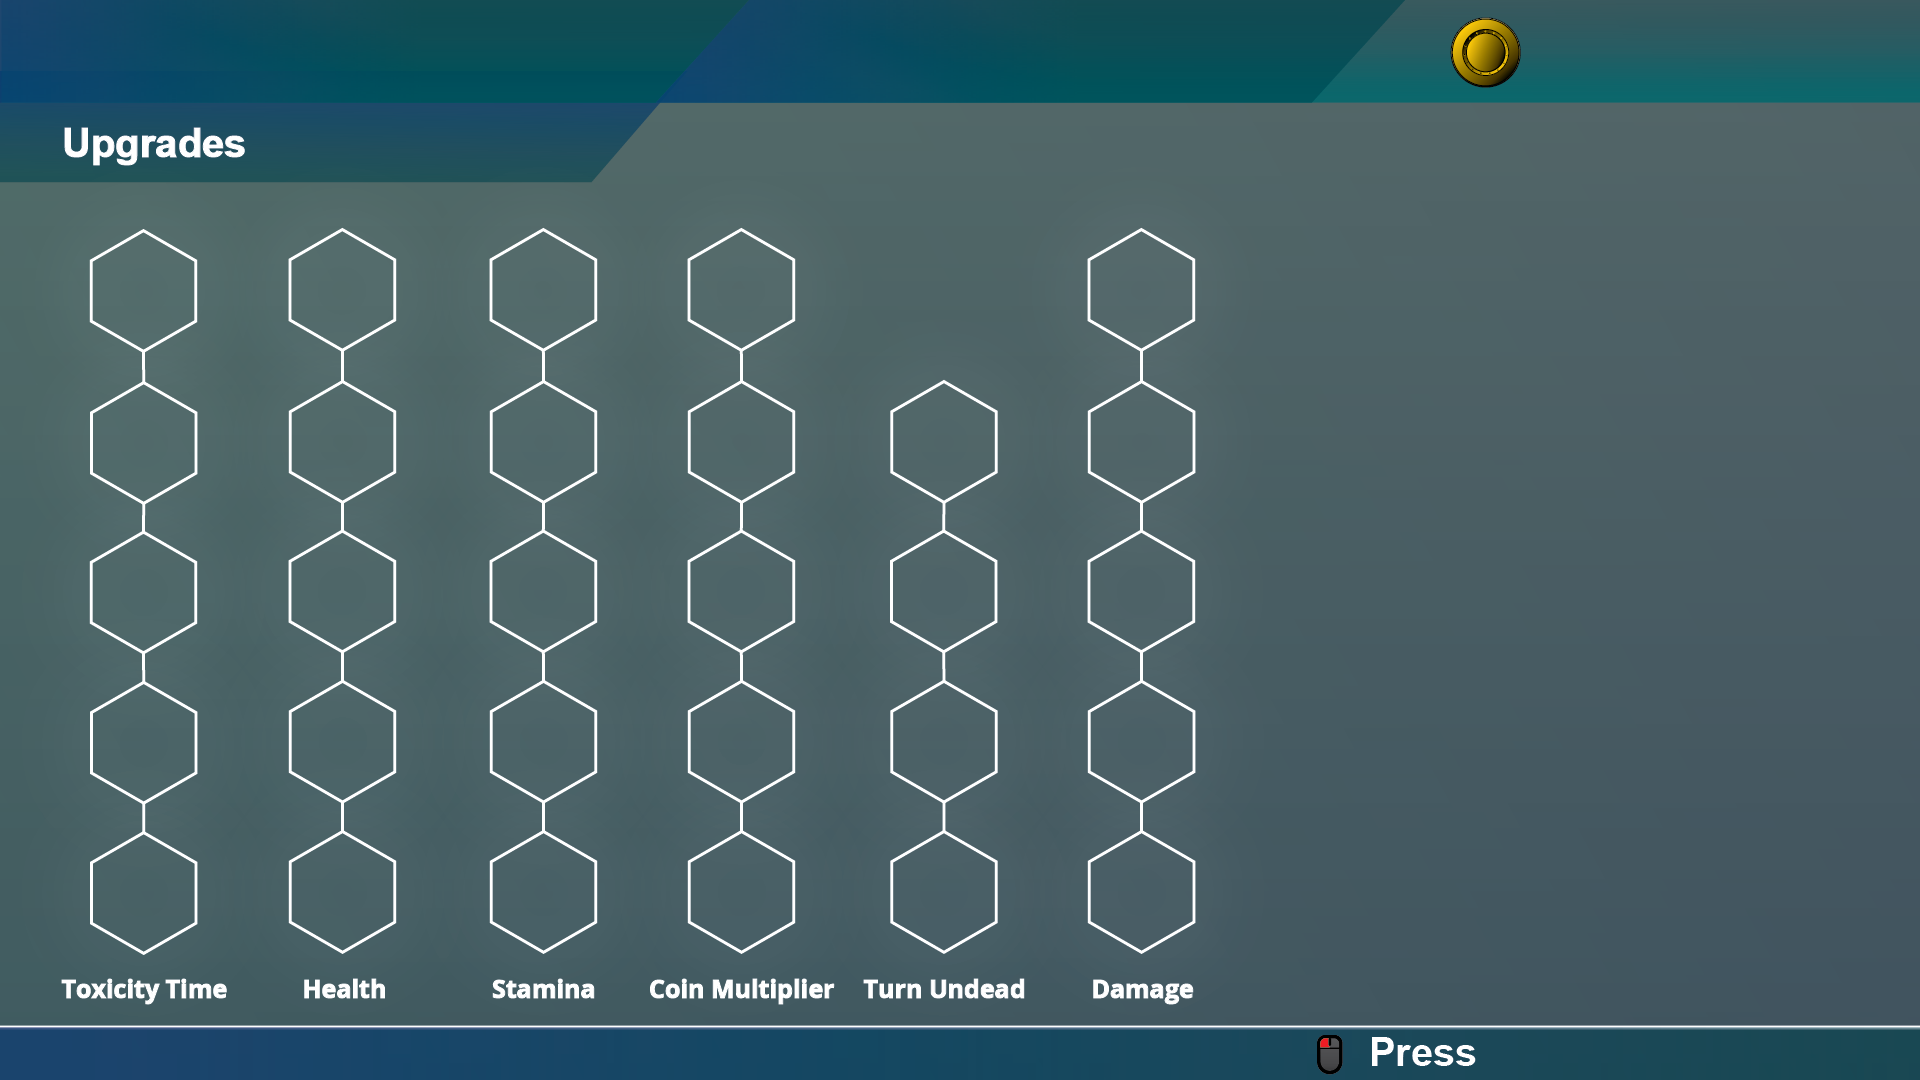 Upgrades
Toxicity Time
Health
Stamina
Coin Multiplier
Turn Undead
Damage
Press